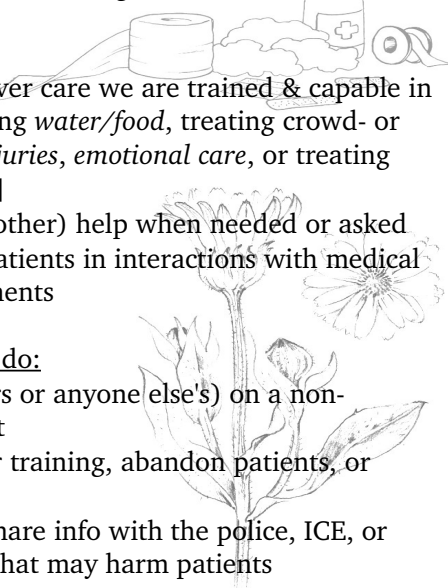 ver care we are trained & capable in
ng water/food, treating crowd- or
juries, emotional care, or treating
]
other) help when needed or asked
atients in interactions with medical
nents
do:
s or anyone else's) on a non-
t
r training, abandon patients, or
hare info with the police, ICE, or
hat may harm patients